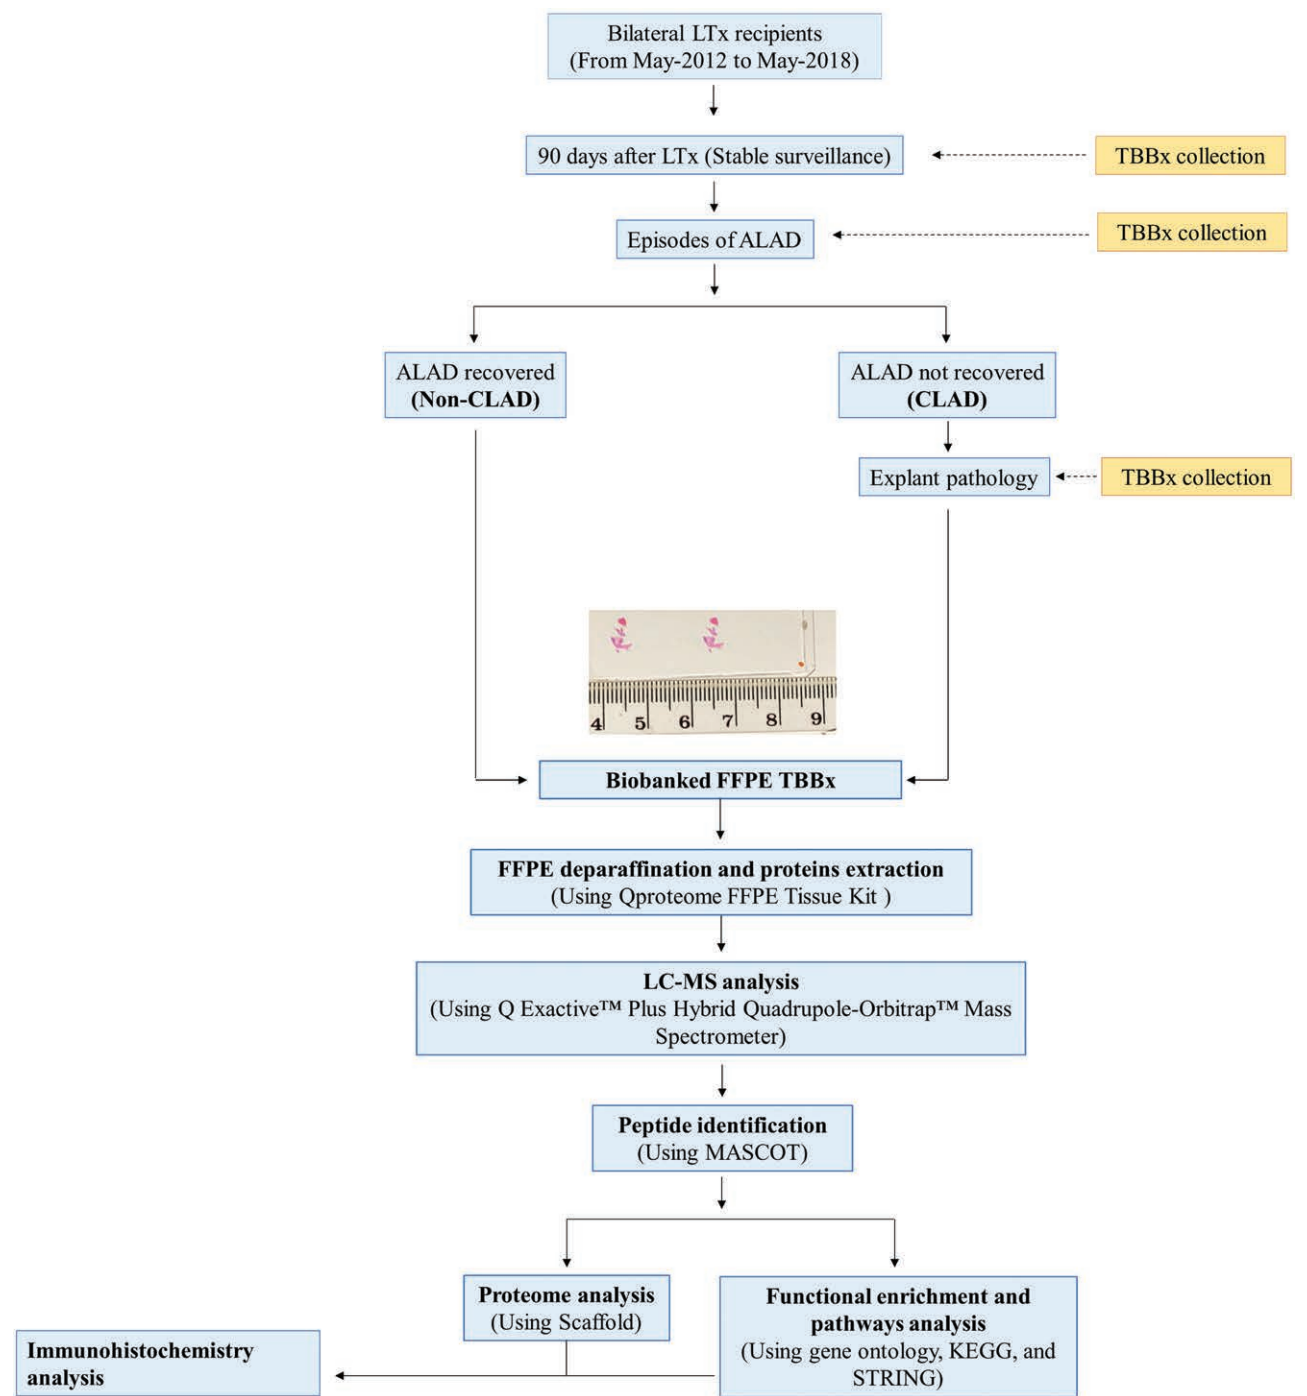 Bilateral LTx recipients
(From May-2012 to May-2018)
90 days after LTx (Stable surveillance)
TBBx collection
Episodes of ALAD
TBBx collection
ALAD recovered
(Non-CLAD)
ALAD not recovered
(CLAD)
Explant pathology
TBBx collection
4 5 6 7 8 9
Biobanked FFPE TBBx
FFPE deparaffination and proteins extraction
(Using Qproteome FFPE Tissue Kit )
LC-MS analysis
(Using Q Exactive™ Plus Hybrid Quadrupole-Orbitrap™ Mass
Spectrometer)
Peptide identification
(Using MASCOT)
Proteome analysis
(Using Scaffold)
Functional enrichment and
pathways analysis
(Using gene ontology, KEGG, and
STRING)
Immunohistochemistry
analysis